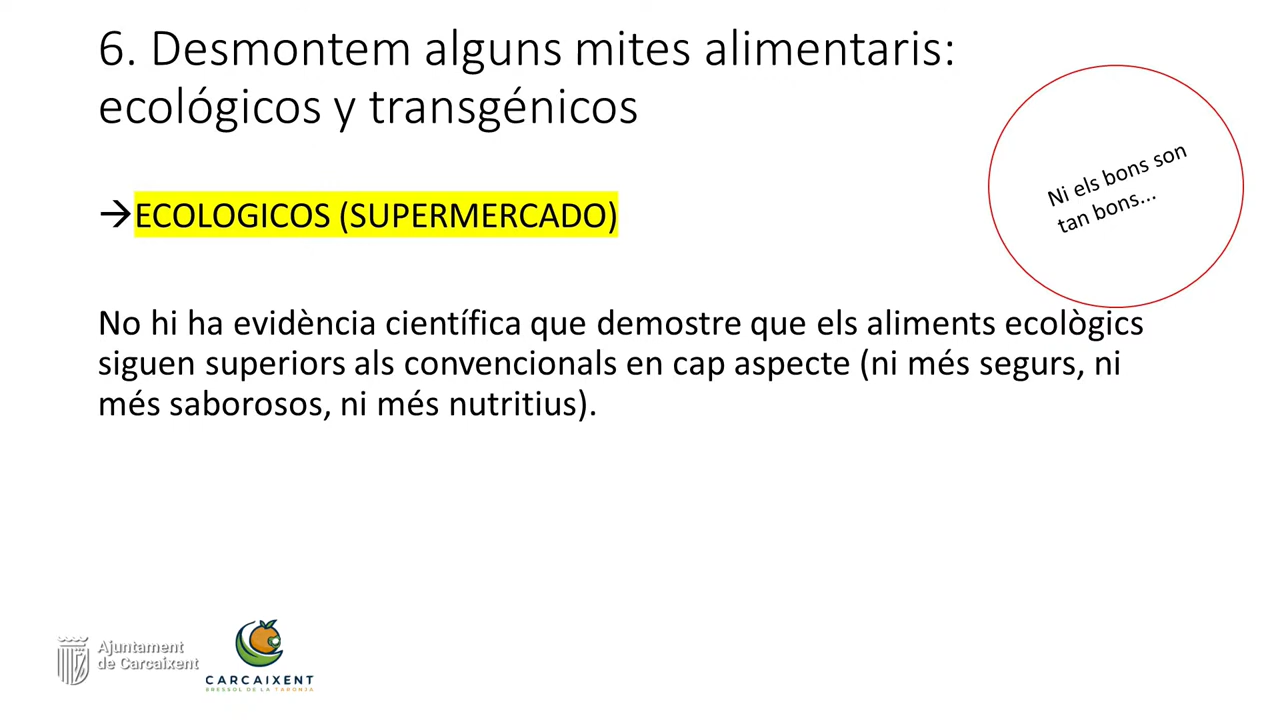 6. Desmontem alguns mites alimentaris:
ecológicos y transgénicos
Ni els bons son
tan bons...
→ECOLOGICOS (SUPERMERCADO)
No hi ha evidència científica que demostre que els aliments ecològics
siguen superiors als convencionals en cap aspecte (ni més segurs, ni
més saborosos, ni més nutritius).
Ajuntament
de Carcaixent
CARCAIXENT
BRESSOL DE LA TARONJA